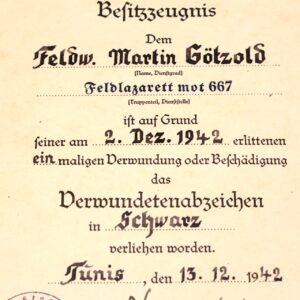 Besitzzeugnis
Dem
Feldw. Martin Götzold
(Name, Dienstgrad)
Feldlazarett mot 667
(Truppenteil, Dienststelle)
ist auf Grund
seiner am 2. Dez. 1942 erlittenen
ein maligen Verwundung oder Beschädigung
das
Verwundetenabzeichen
in Schwarz
verliehen worden.
Tunis, den 13. 12. 1942